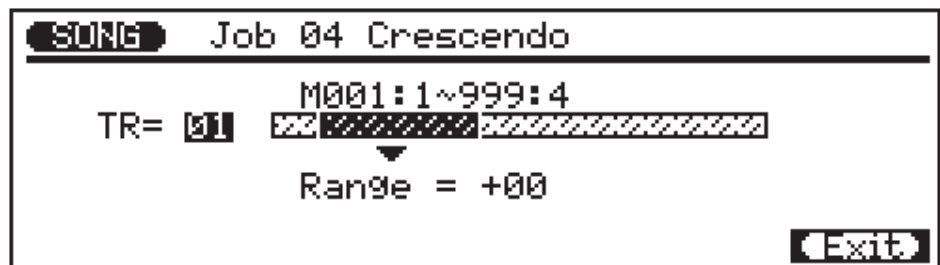 SONG Job 04 Crescendo
M001:1~999:4
TR= 01
Range = +00
Exit